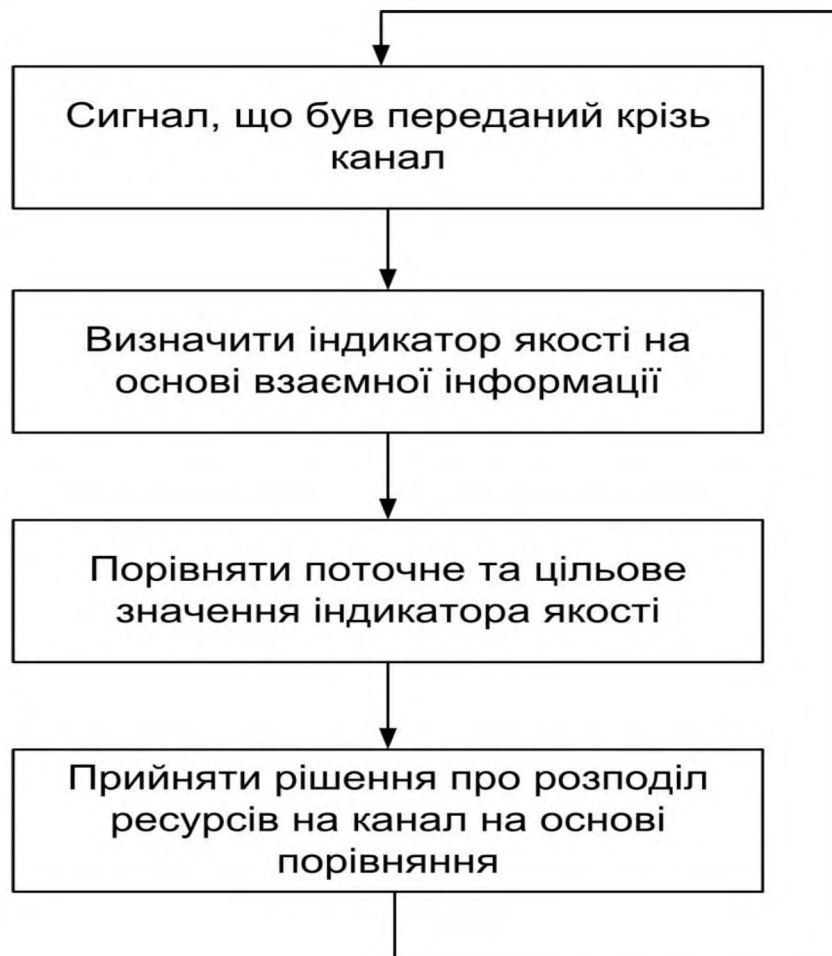 Сигнал, що був переданий крізь
канал
Визначити індикатор якості на
основі взаємної інформації
Порівняти поточне та цільове
значення індикатора якості
Прийняти рішення про розподіл
ресурсів на канал на основі
порівняння